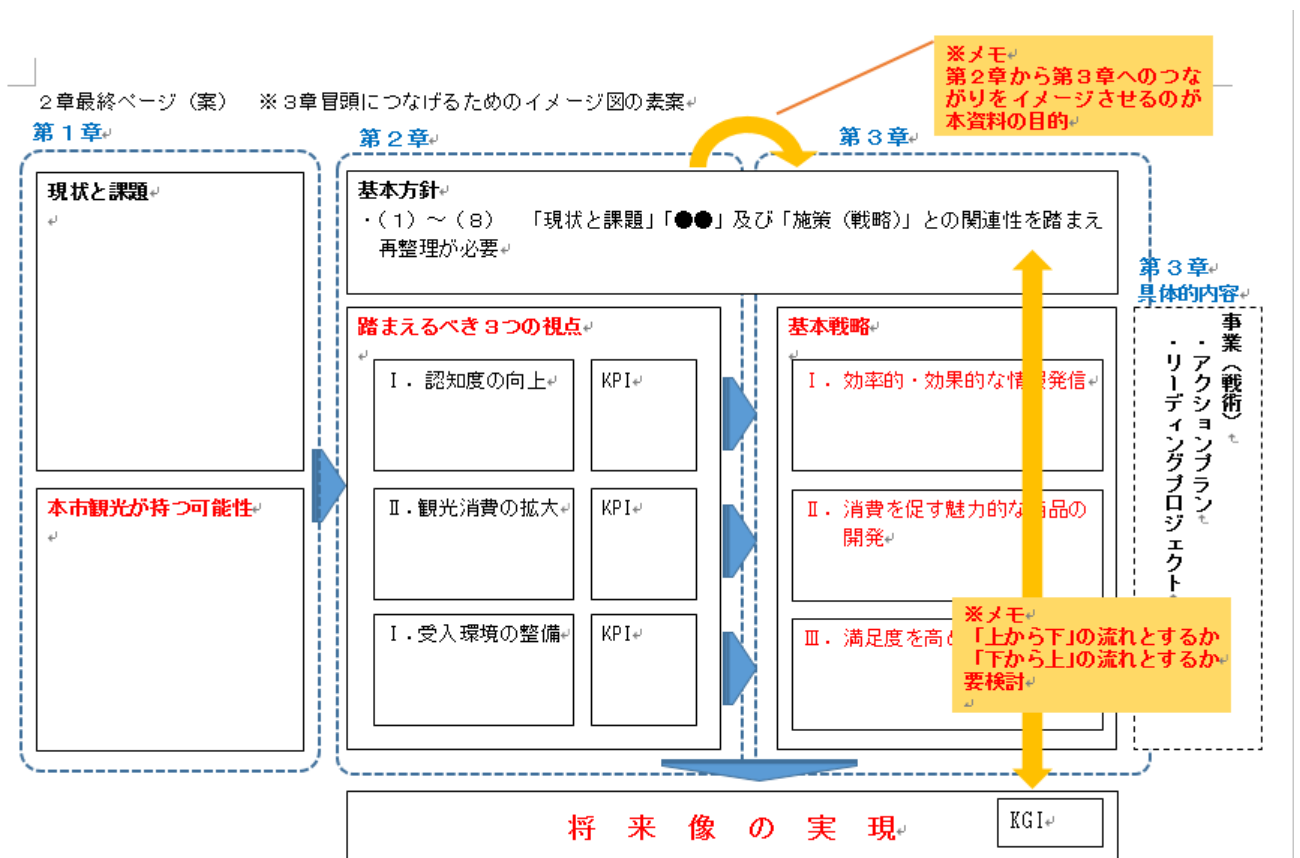 ※メモ
第2章から第3章へのつな
がりをイメージさせるのが
本資料の目的
２章最終ページ（案）　※３章冒頭につなげるためのイメージ図の素案
第１章
第２章
第３章
現状と課題
本市観光が持つ可能性
基本方針
・（１）～（８）　「現状と課題」「●●」及び「施策（戦略）」との関連性を踏まえ
再整理が必要
踏まえるべき３つの視点
Ⅰ．認知度の向上
KPI
Ⅱ．観光消費の拡大
KPI
Ⅰ．受入環境の整備
KPI
基本戦略
Ⅰ．効率的・効果的な情報発信
Ⅱ．消費を促す魅力的な商品の
開発
Ⅲ．満足度を高
※メモ
「上から下」の流れとするか
「下から上」の流れとするか
要検討
第３章
具体的内容
事業（戦術）
・アクションプラン
・リーディングプロジェクト
将来像の実現
KGI